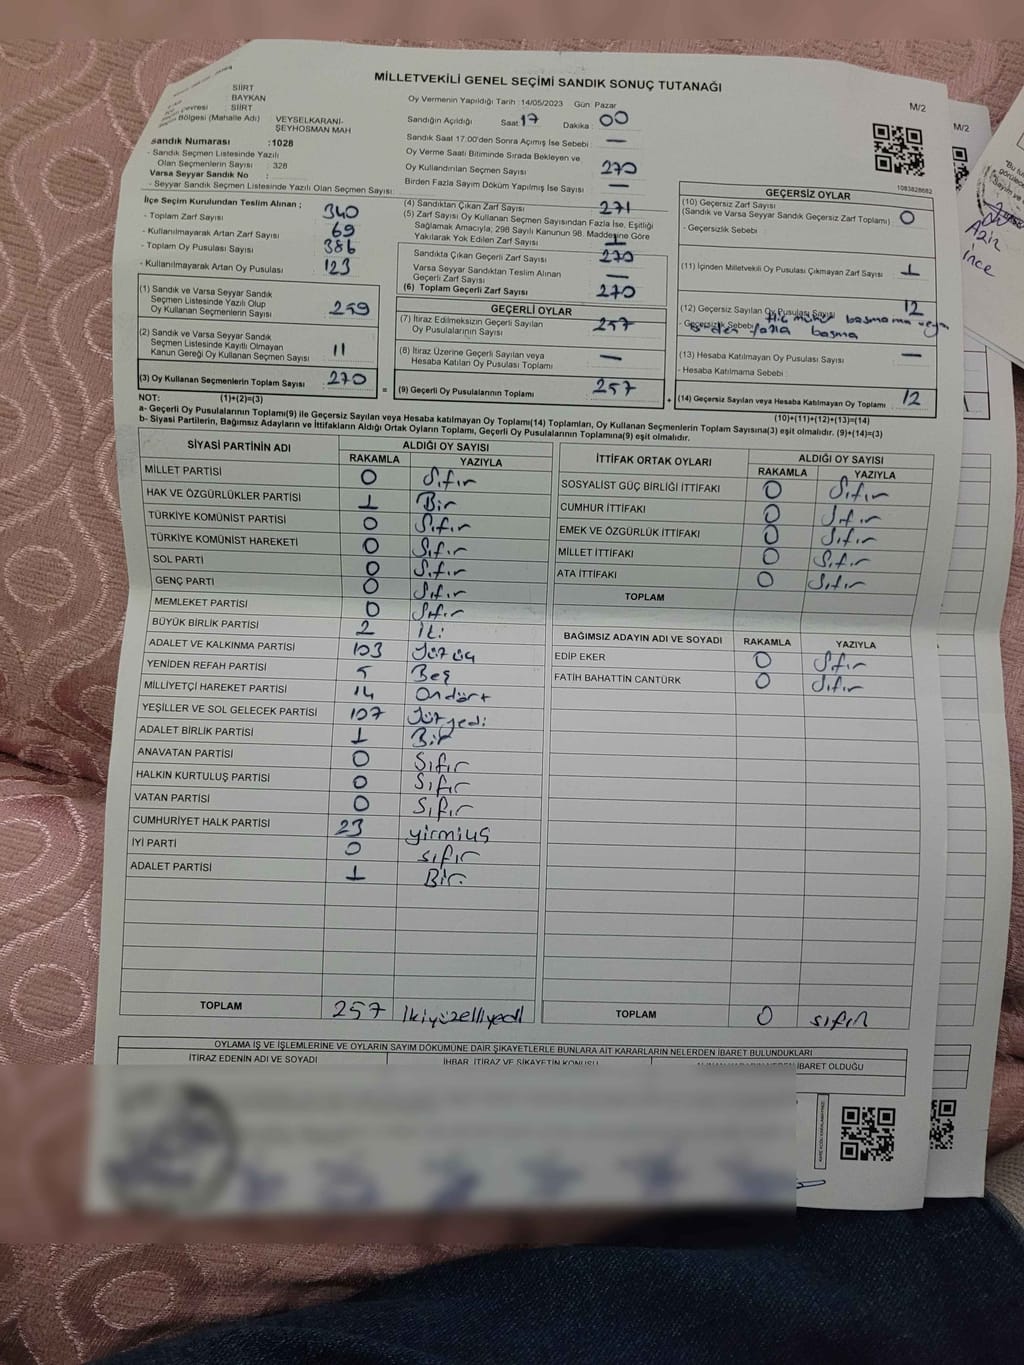 MİLLETVEKİLİ GENEL SEÇİMİ SANDIK SONUÇ TUTANAĞI
M/2
SİİRT
BAYKAN
Çevresi : SİİRT
Bölgesi (Mahalle Adı) VEYSELKARANİ-
ŞEYHOSMAN MAH
Sandık Numarası : 1028
- Sandık Seçmen Listesinde Yazılı
Olan Seçmenlerin Sayısı : 328
Varsa Seyyar Sandık No :
- Seyyar Sandık Seçmen Listesinde Yazılı Olan Seçmen Sayısı:
Oy Vermenin Yapıldığı Tarih : 14/05/2023 Gün: Pazar
Sandığın Açıldığı Saat : 17 Dakika : 00
Sandık Saat 17:00'den Sonra Açımış İse Sebebi : —
Oy Verme Saati Bitiminde Sırada Bekleyen ve
Oy Kullandırılan Seçmen Sayısı 270
Birden Fazla Sayım Döküm Yapılmış İse Sayısı —
1083828682
İlçe Seçim Kurulundan Teslim Alınan ;
- Toplam Zarf Sayısı : 340
- Kullanılmayarak Artan Zarf Sayısı : 69
- Toplam Oy Pusulası Sayısı : 386
- Kullanılmayarak Artan Oy Pusulası : 123
(1) Sandık ve Varsa Seyyar Sandık
Seçmen Listesinde Yazılı Olup
Oy Kullanan Seçmenlerin Sayısı : 259
(2) Sandık ve Varsa Seyyar Sandık
Seçmen Listesinde Kayıtlı Olmayan
Kanun Gereği Oy Kullanan Seçmen Sayısı : 11
(3) Oy Kullanan Seçmenlerin Toplam Sayısı : 270
(4) Sandıktan Çıkan Zarf Sayısı : 271
(5) Zarf Sayısı Oy Kullanan Seçmen Sayısından Fazla İse, Eşitliği
Sağlamak Amacıyla, 298 Sayılı Kanunun 98. Maddesine Göre
Yakılarak Yok Edilen Zarf Sayısı : 1
Sandıkta Çıkan Geçerli Zarf Sayısı : 270
Varsa Seyyar Sandıktan Teslim Alınan
Geçerli Zarf Sayısı : —
(6) Toplam Geçerli Zarf Sayısı : 270
GEÇERLİ OYLAR
(7) İtiraz Edilmeksizin Geçerli Sayılan
Oy Pusulalarının Sayısı : 257
(8) İtiraz Üzerine Geçerli Sayılan veya
Hesaba Katılan Oy Pusulası Toplamı : —
(9) Geçerli Oy Pusulalarının Toplamı : 257
GEÇERSİZ OYLAR
(10) Geçersiz Zarf Sayısı
(Sandık ve Varsa Seyyar Sandık Geçersiz Zarf Toplamı) : 0
- Geçersizlik Sebebi :
(11) İçinden Milletvekili Oy Pusulası Çıkmayan Zarf Sayısı : 1
(12) Geçersiz Sayılan Oy Pusulası Sayısı : 12
- Geçersizlik Sebebi : Hiç mühür basmama veya
birden fazla basma
(13) Hesaba Katılmayan Oy Pusulası Sayısı : —
- Hesaba Katılmama Sebebi :
(14) Geçersiz Sayılan veya Hesaba Katılmayan Oy Toplamı : 12
NOT: (1)+(2)=(3) (10)+(11)+(12)+(13)=(14)
a- Geçerli Oy Pusulalarının Toplamı(9) ile Geçersiz Sayılan veya Hesaba katılmayan Oy Toplamı(14) Toplamları, Oy Kullanan Seçmenlerin Toplam Sayısına(3) eşit olmalıdır. (9)+(14)=(3)
b- Siyasi Partilerin, Bağımsız Adayların ve İttifakların Aldığı Ortak Oyların Toplamı, Geçerli Oy Pusulalarının Toplamına(9) eşit olmalıdır.
SİYASİ PARTİNİN ADI ALDIĞI OY SAYISI
RAKAMLA YAZIYLA
MİLLET PARTİSİ 0 Sıfır
HAK VE ÖZGÜRLÜKLER PARTİSİ 1 Bir
TÜRKİYE KOMÜNİST PARTİSİ 0 Sıfır
TÜRKİYE KOMÜNİST HAREKETİ 0 Sıfır
SOL PARTİ 0 Sıfır
GENÇ PARTİ 0 Sıfır
MEMLEKET PARTİSİ 0 Sıfır
BÜYÜK BİRLİK PARTİSİ 2 İki
ADALET VE KALKINMA PARTİSİ 103 Yüzüç
YENİDEN REFAH PARTİSİ 5 Beş
MİLLİYETÇİ HAREKET PARTİSİ 14 Ondört
YEŞİLLER VE SOL GELECEK PARTİSİ 107 Yüzyedi
ADALET BİRLİK PARTİSİ 1 Bir
ANAVATAN PARTİSİ 0 Sıfır
HALKIN KURTULUŞ PARTİSİ 0 Sıfır
VATAN PARTİSİ 0 Sıfır
CUMHURİYET HALK PARTİSİ 23 yirmiüç
İYİ PARTİ 0 sıfır
ADALET PARTİSİ 1 Bir
TOPLAM 257 İkiyüzelliyedi
İTTİFAK ORTAK OYLARI ALDIĞI OY SAYISI
RAKAMLA YAZIYLA
SOSYALİST GÜÇ BİRLİĞİ İTTİFAKI 0 Sıfır
CUMHUR İTTİFAKI 0 Sıfır
EMEK VE ÖZGÜRLÜK İTTİFAKI 0 Sıfır
MİLLET İTTİFAKI 0 Sıfır
ATA İTTİFAKI 0 Sıfır
TOPLAM
BAĞIMSIZ ADAYIN ADI VE SOYADI RAKAMLA YAZIYLA
EDİP EKER 0 Sıfır
FATİH BAHATTİN CANTÜRK 0 Sıfır
TOPLAM 0 sıfır
OYLAMA İŞ VE İŞLEMLERİNE VE OYLARIN SAYIM DÖKÜMÜNE DAİR ŞİKAYETLERLE BUNLARA AİT KARARLARIN NELERDEN İBARET BULUNDUKLARI
İTİRAZ EDENİN ADI VE SOYADI İHBAR, İTİRAZ VE ŞİKAYETİN KONUSU İBARET OLDUĞU
M/2
Aziz
ince